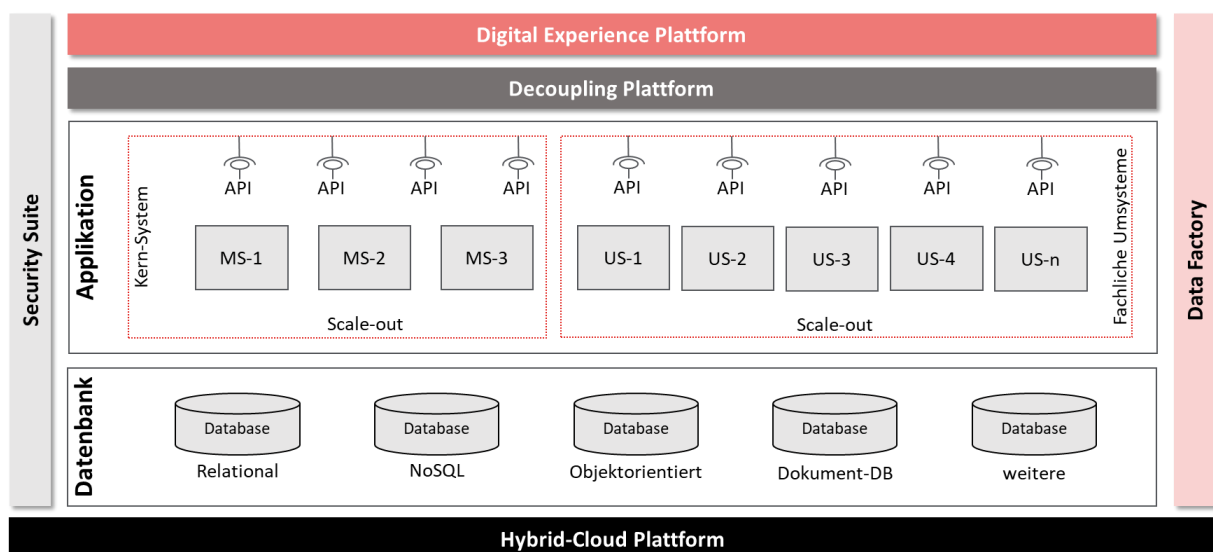 Digital Experience Plattform
Decoupling Plattform
Security Suite
Data Factory
Applikation
Kern-System
API
API
API
API
MS-1
MS-2
MS-3
Scale-out
API
API
API
API
API
US-1
US-2
US-3
US-4
US-n
Scale-out
Fachliche Umsysteme
Datenbank
Database
Database
Database
Database
Database
Relational
NoSQL
Objektorientiert
Dokument-DB
weitere
Hybrid-Cloud Plattform